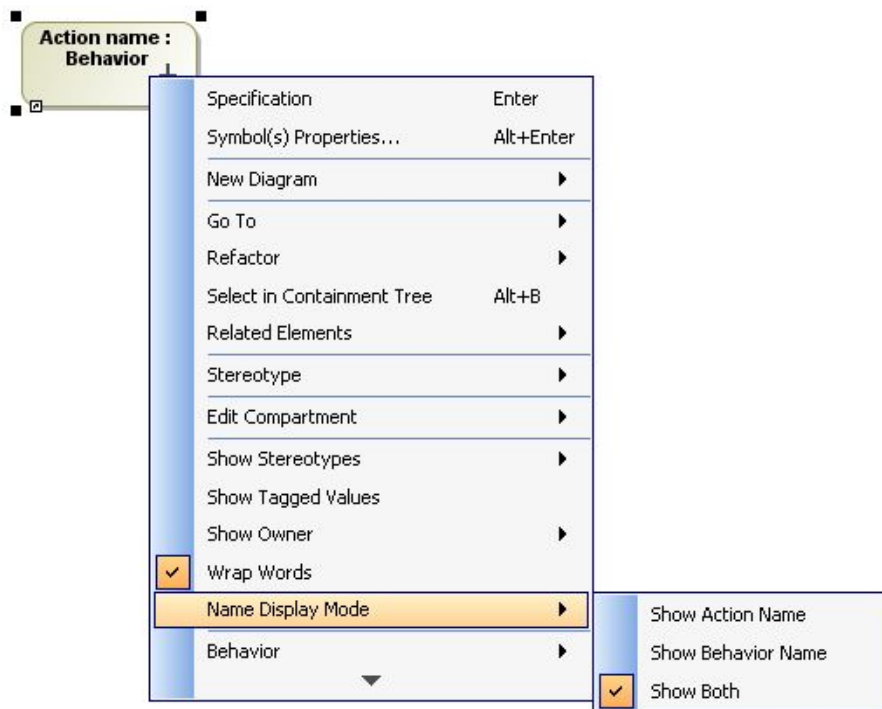 Action name :
Behavior
Specification Enter
Symbol(s) Properties... Alt+Enter
New Diagram
Go To
Refactor
Select in Containment Tree Alt+B
Related Elements
Stereotype
Edit Compartment
Show Stereotypes
Show Tagged Values
Show Owner
Wrap Words
Name Display Mode
Show Action Name
Behavior
Show Behavior Name
Show Both